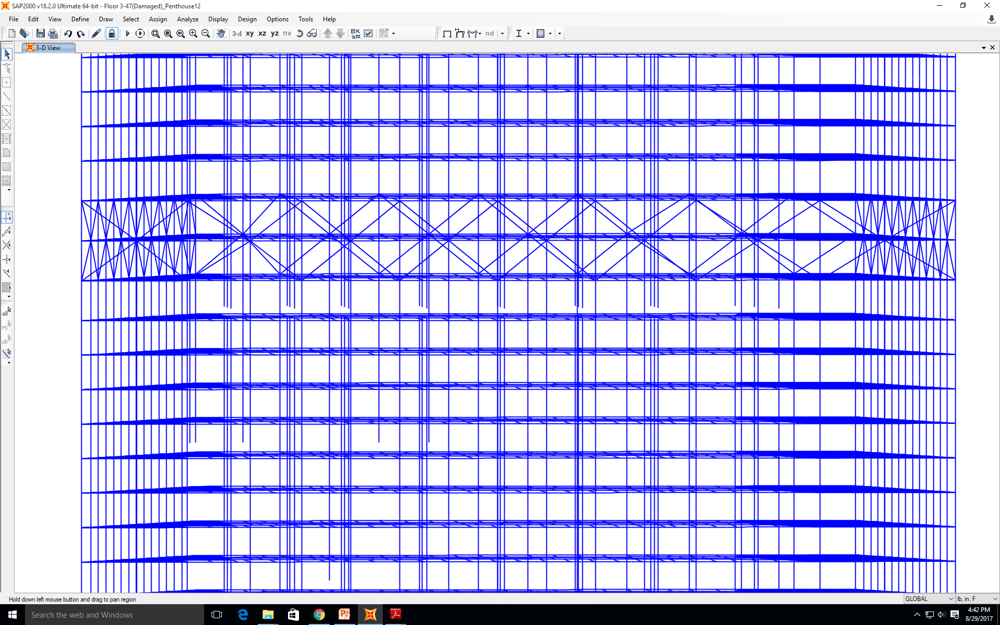 SAP2000 v18.2.0 Ultimate 64-bit - Floor 3-47(Damaged)_Penthouse12
File Edit View Define Draw Select Assign Analyze Display Design Options Tools Help
3-d xy xz yz nv nd
3-D View
all
PS
clr
Hold down left mouse button and drag to pan region
GLOBAL
lb, in, F
Search the web and Windows
4:42 PM
8/29/2017